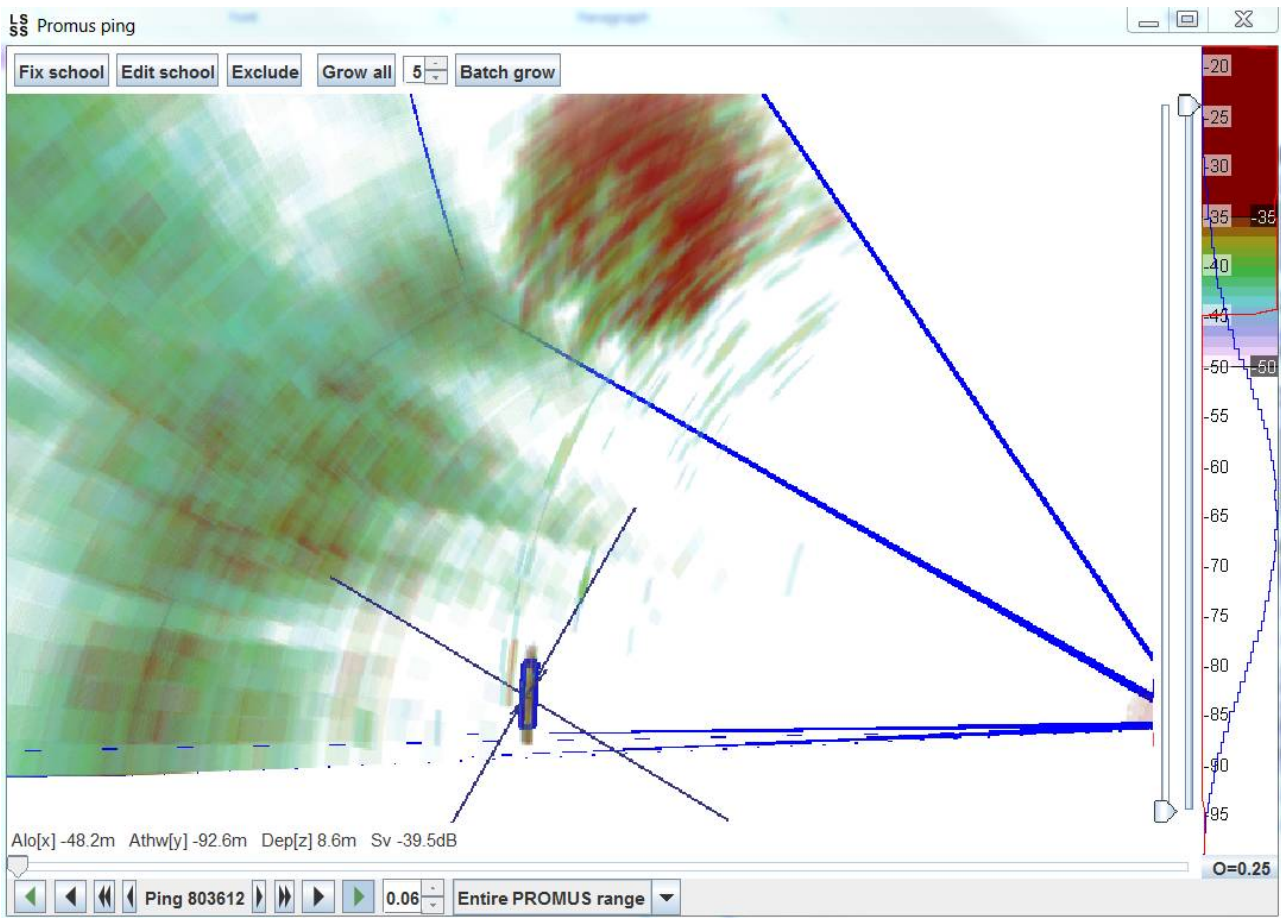 LS
SS Promus ping
Fix school Edit school Exclude Grow all 5 Batch grow
-20
-25
-30
-35 -35
-40
-45
-50 -50
-55
-60
-65
-70
-75
-80
-85
-90
-95
Alo[x] -48.2m Athw[y] -92.6m Dep[z] 8.6m Sv -39.5dB
O=0.25
Ping 803612 0.06 Entire PROMUS range